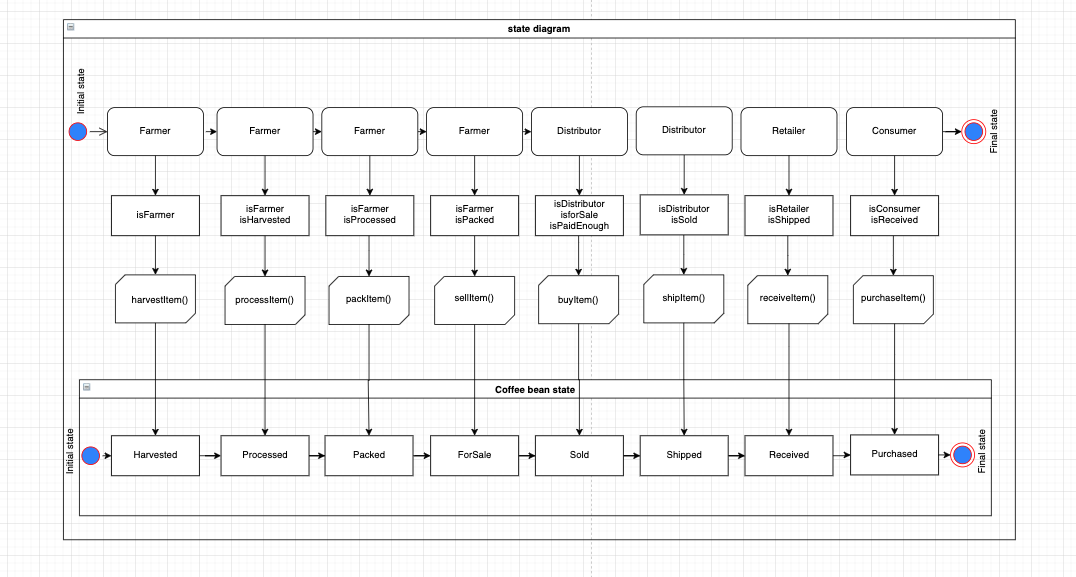 state diagram
Initial state
Farmer
Farmer
Farmer
Farmer
Distributor
Distributor
Retailer
Consumer
Final state
isFarmer
isFarmer
isHarvested
isFarmer
isProcessed
isFarmer
isPacked
isDistributor
isforSale
isPaidEnough
isDistributor
isSold
isRetailer
isShipped
isConsumer
isReceived
harvestItem()
processItem()
packItem()
sellItem()
buyItem()
shipItem()
receiveItem()
purchaseItem()
Coffee bean state
Initial state
Harvested
Processed
Packed
ForSale
Sold
Shipped
Received
Purchased
Final state